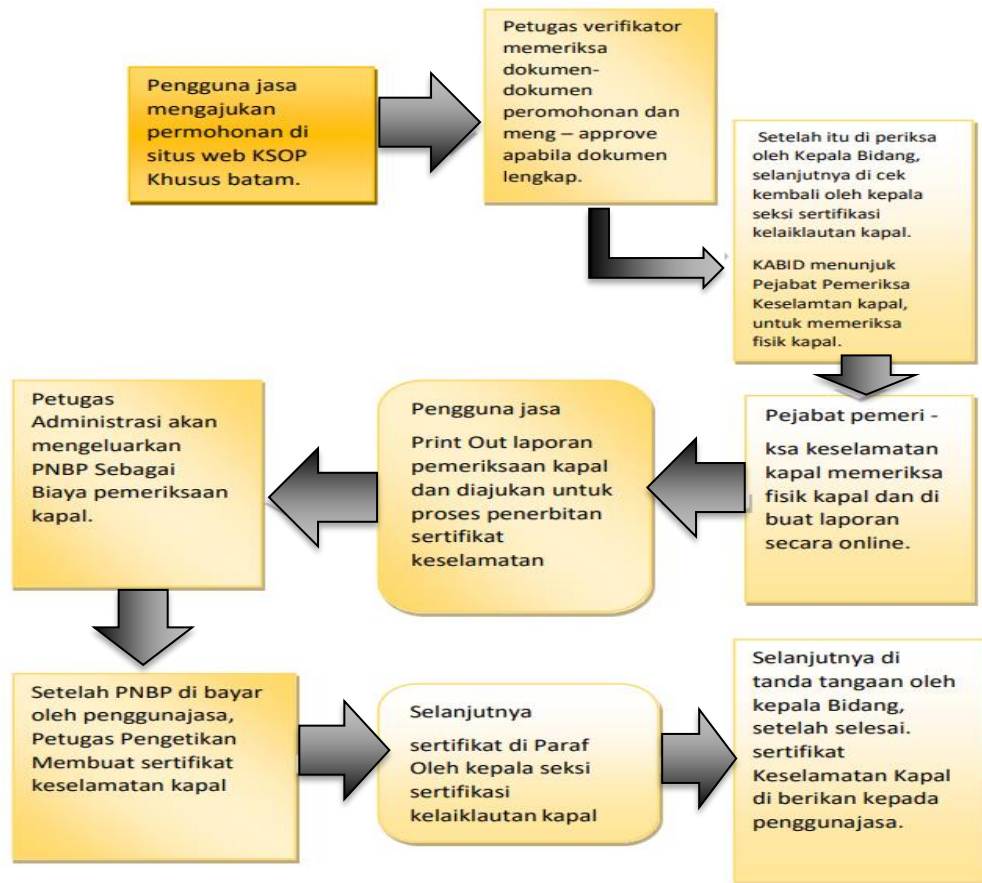 Pengguna jasa
mengajukan
permohonan di
situs web KSOP
Khusus batam.
Petugas verifikator
memeriksa
dokumen-
dokumen
peromohonan dan
meng – approve
apabila dokumen
lengkap.
Setelah itu di periksa
oleh Kepala Bidang,
selanjutnya di cek
kembali oleh kepala
seksi sertifikasi
kelaiklautan kapal.
KABID menunjuk
Pejabat Pemeriksa
Keselamtan kapal,
untuk memeriksa
fisik kapal.
Pejabat pemeri -
ksa keselamatan
kapal memeriksa
fisik kapal dan di
buat laporan
secara online.
Pengguna jasa
Print Out laporan
pemeriksaan kapal
dan diajukan untuk
proses penerbitan
sertifikat
keselamatan
Petugas
Administrasi akan
mengeluarkan
PNBP Sebagai
Biaya pemeriksaan
kapal.
Setelah PNBP di bayar
oleh penggunajasa,
Petugas Pengetikan
Membuat sertifikat
keselamatan kapal
Selanjutnya
sertifikat di Paraf
Oleh kepala seksi
sertifikasi
kelaiklautan kapal
Selanjutnya di
tanda tangaan oleh
kepala Bidang,
setelah selesai.
sertifikat
Keselamatan Kapal
di berikan kepada
penggunajasa.